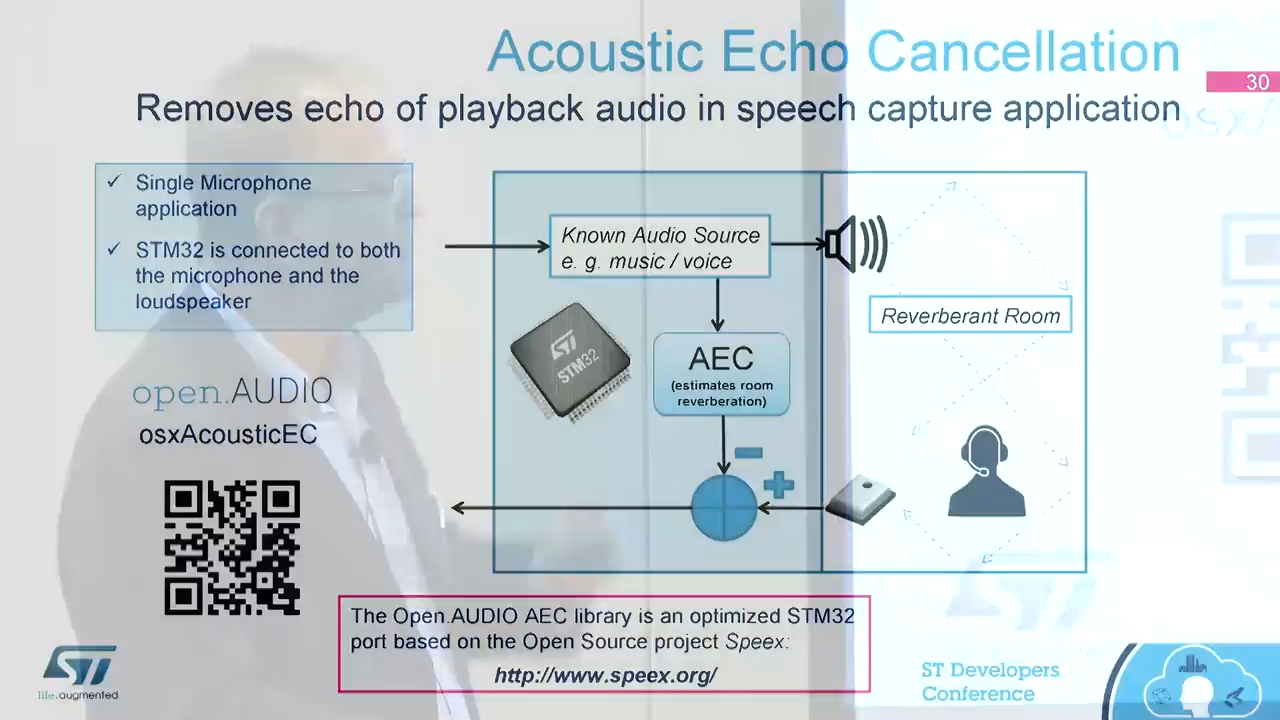 Acoustic Echo Cancellation
30
Removes echo of playback audio in speech capture application
✓ Single Microphone
application
✓ STM32 is connected to both
the microphone and the
loudspeaker
Known Audio Source
e. g. music / voice
Reverberant Room
STM32
AEC
(estimates room
reverberation)
open.AUDIO
osxAcousticEC
The Open.AUDIO AEC library is an optimized STM32
port based on the Open Source project Speex:
http://www.speex.org/
ST
life.augmented
ST Developers
Conference